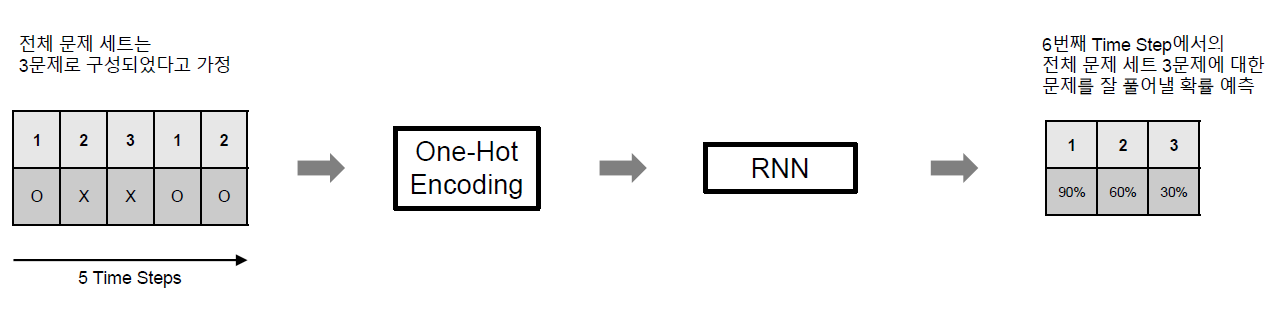 전체 문제 세트는
3문제로 구성되었다고 가정
1 2 3 1 2
O X X O O
5 Time Steps
One-Hot
Encoding
RNN
6번째 Time Step에서의
전체 문제 세트 3문제에 대한
문제를 잘 풀어낼 확률 예측
1 2 3
90% 60% 30%